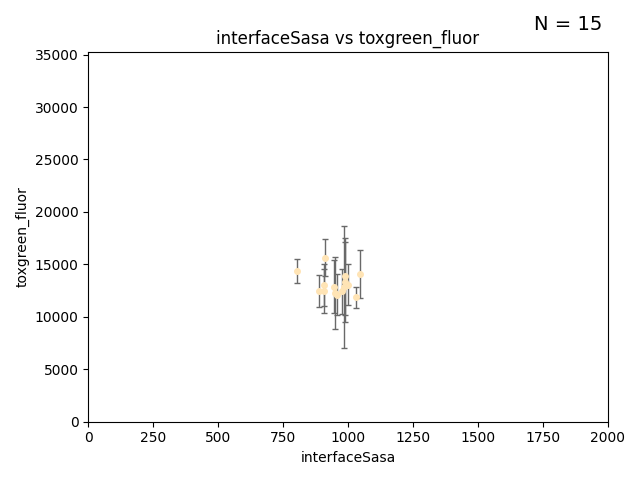 N = 15
interfaceSasa vs toxgreen_fluor
35000
30000
25000
20000
15000
10000
5000
0
toxgreen_fluor
0 250 500 750 1000 1250 1500 1750 2000
interfaceSasa